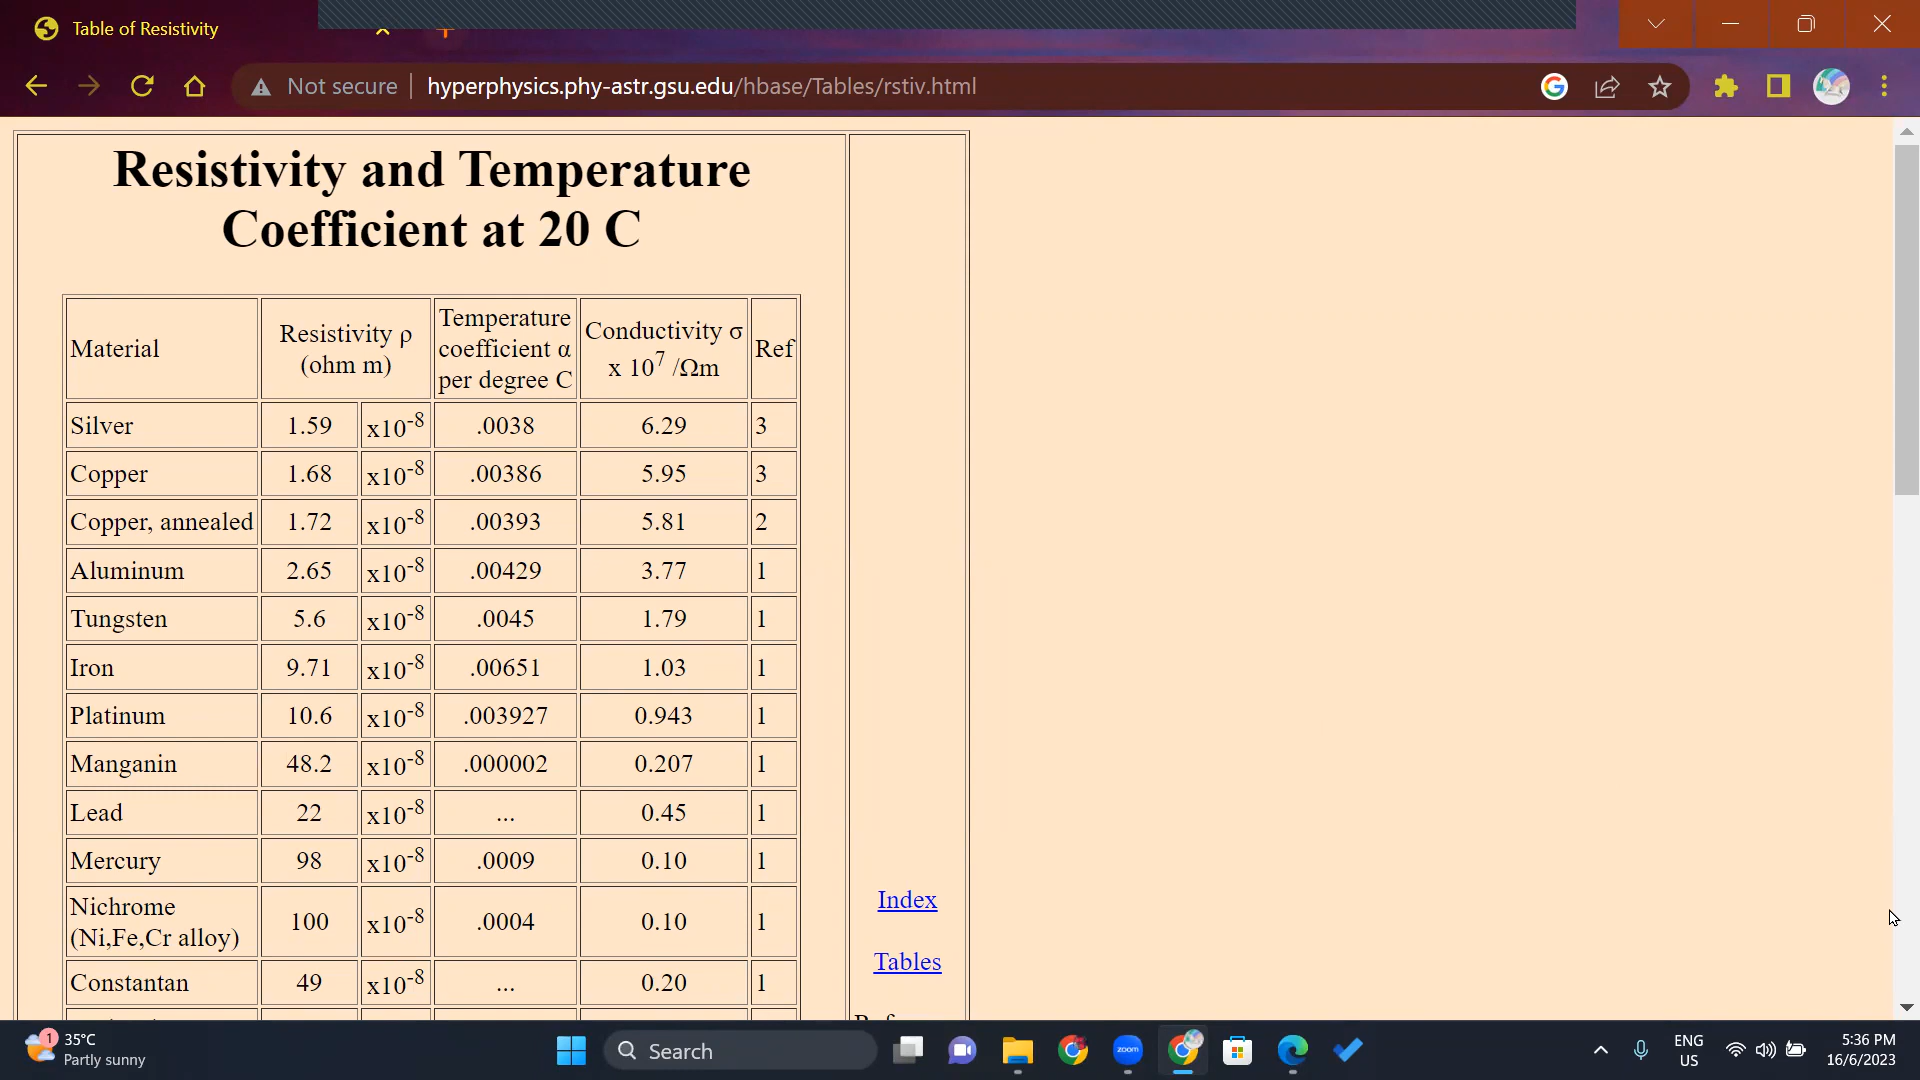 Table of Resistivity
Not secure
hyperphysics.phy-astr.gsu.edu/hbase/Tables/rstiv.html
Resistivity and Temperature
Coefficient at 20 C
Material
Resistivity ρ
(ohm m)
Temperature
coefficient α
per degree C
Conductivity σ
x 10⁷ /Ωm
Ref
Silver 1.59 x10⁻⁸ .0038 6.29 3
Copper 1.68 x10⁻⁸ .00386 5.95 3
Copper, annealed 1.72 x10⁻⁸ .00393 5.81 2
Aluminum 2.65 x10⁻⁸ .00429 3.77 1
Tungsten 5.6 x10⁻⁸ .0045 1.79 1
Iron 9.71 x10⁻⁸ .00651 1.03 1
Platinum 10.6 x10⁻⁸ .003927 0.943 1
Manganin 48.2 x10⁻⁸ .000002 0.207 1
Lead 22 x10⁻⁸ ... 0.45 1
Mercury 98 x10⁻⁸ .0009 0.10 1
Nichrome
(Ni,Fe,Cr alloy) 100 x10⁻⁸ .0004 0.10 1
Constantan 49 x10⁻⁸ ... 0.20 1
Index
Tables
1
35°C
Partly sunny
Search
zoom
ENG
US
5:36 PM
16/6/2023